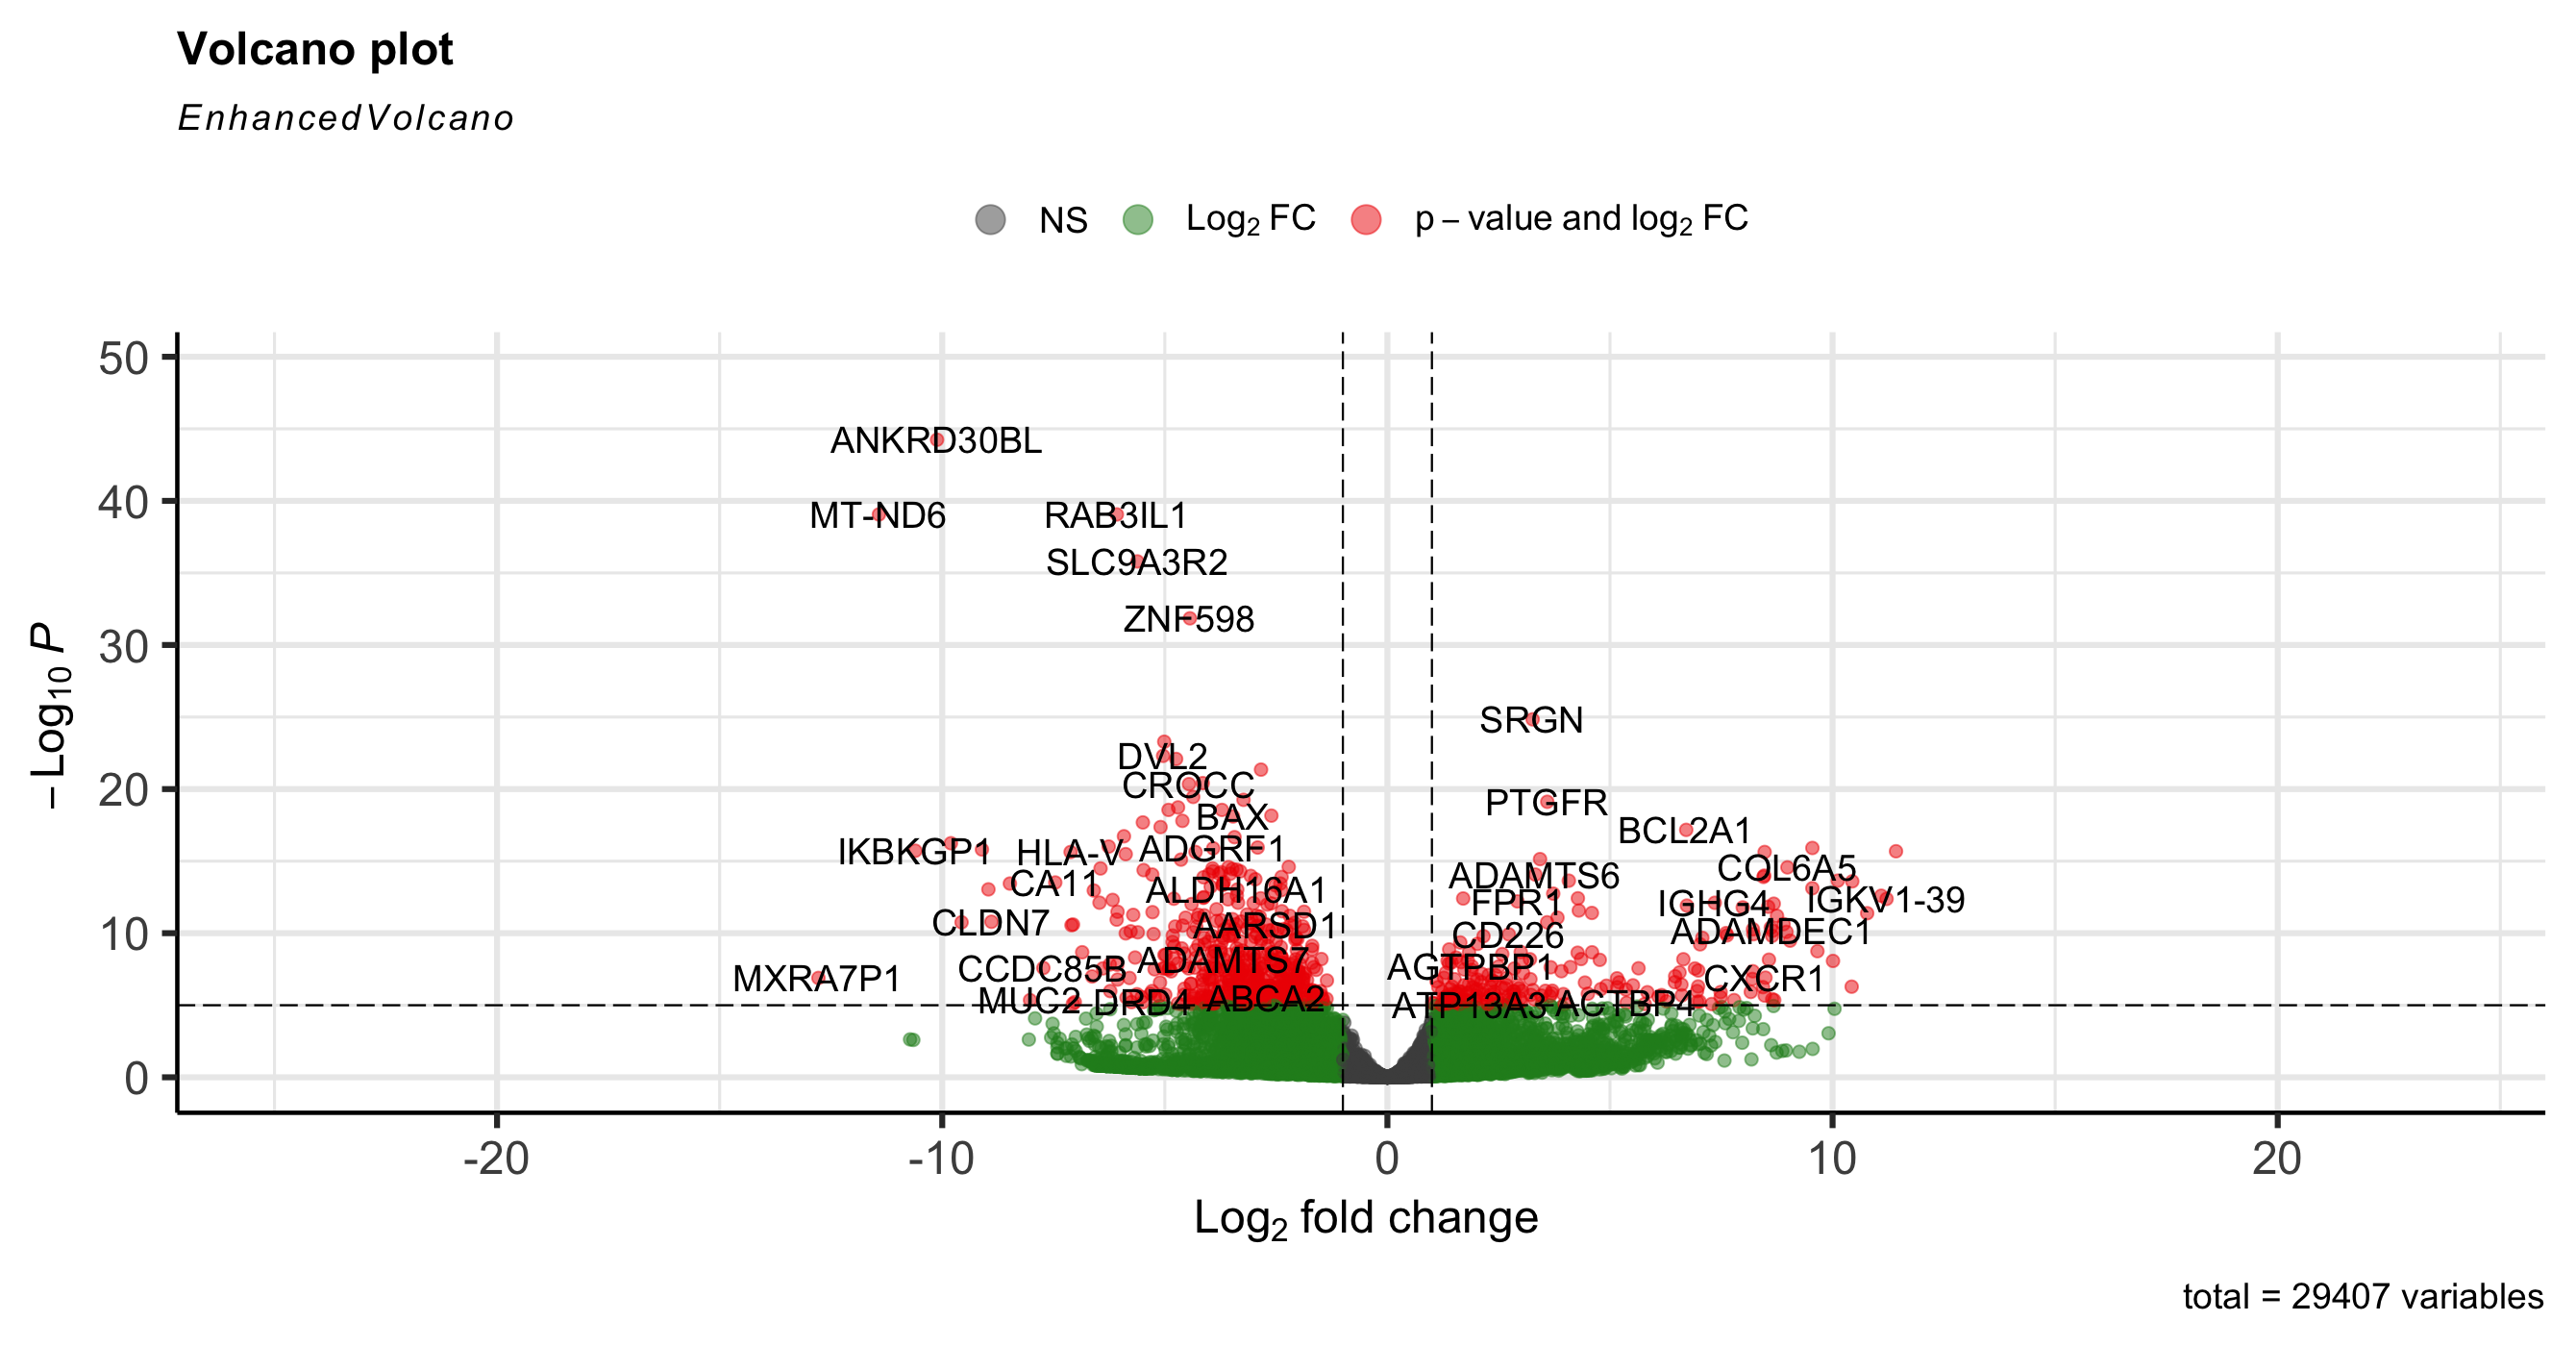 Volcano plot
EnhancedVolcano
NS Log2 FC p – value and log2 FC
50
ANKRD30BL
40
MT-ND6 RAB3IL1
SLC9A3R2
ZNF598
30
SRGN
DVL2
20
CROCC
PTGFR
BAX
BCL2A1
IKBKGP1 HLA-V ADGRF1
COL6A5
ADAMTS6
CA11 ALDH16A1
FPR1 IGHG4 IGKV1-39
CLDN7 AARSD1
10
CD226 ADAMDEC1
CCDC85B ADAMTS7 AGTPBP1
MXRA7P1 CXCR1
MUC2 DRD4 ABCA2 ATP13A3 ACTBP4
0
– Log10 P
-20 -10 0 10 20
Log2 fold change
total = 29407 variables